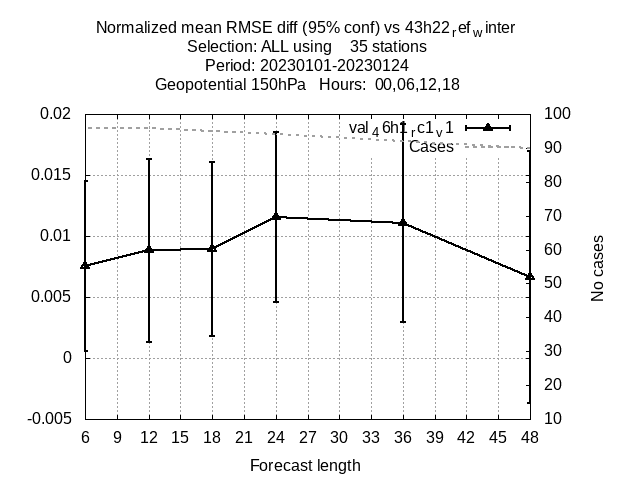 Normalized mean RMSE diff (95% conf) vs 43h22refwinter
Selection: ALL using 35 stations
Period: 20230101-20230124
Geopotential 150hPa Hours: 00,06,12,18
0.02
0.015
0.01
0.005
0
-0.005
val46h1rc1v1
Cases
100
90
80
70
60
50
40
30
20
10
No cases
6 9 12 15 18 21 24 27 30 33 36 39 42 45 48
Forecast length